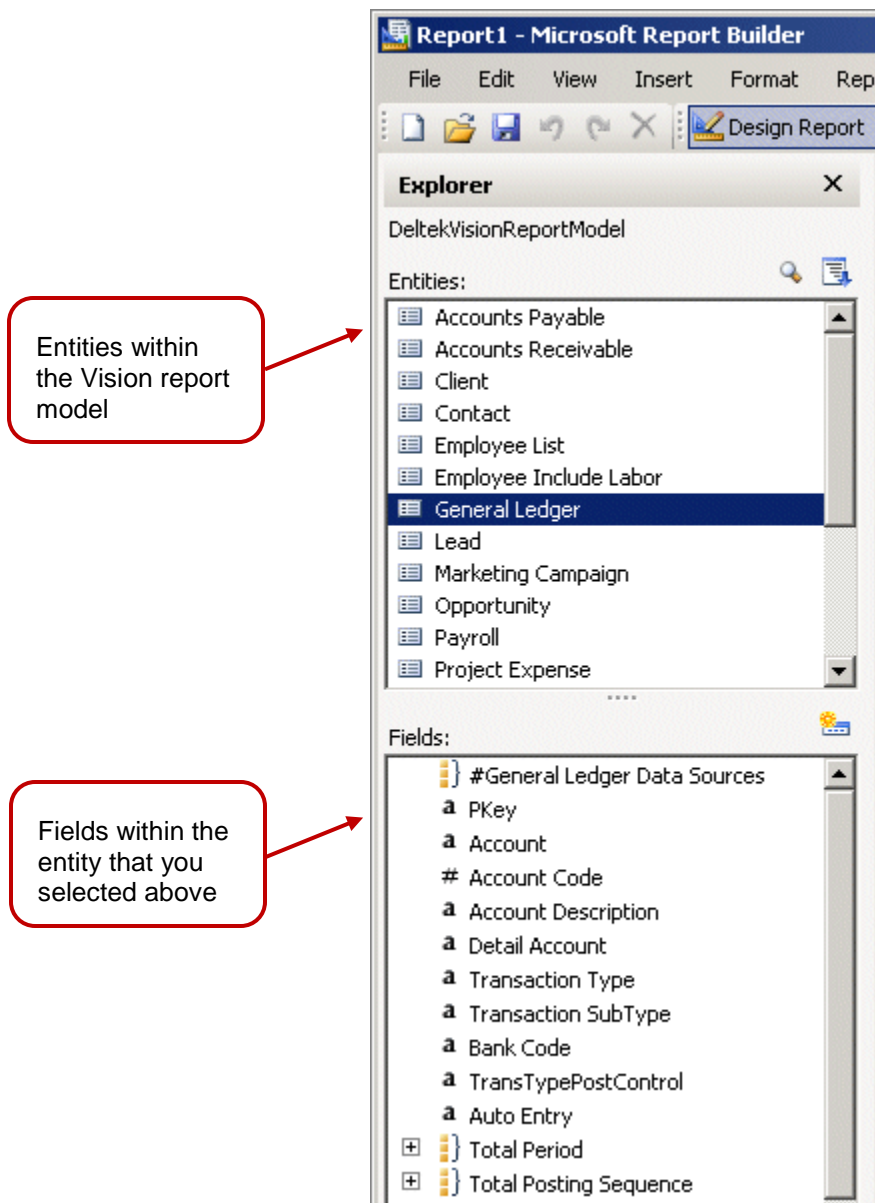 Report1 - Microsoft Report Builder
File Edit View Insert Format Rep
Design Report
Explorer
DeltekVisionReportModel
Entities:
Accounts Payable
Accounts Receivable
Client
Contact
Employee List
Employee Include Labor
General Ledger
Lead
Marketing Campaign
Opportunity
Payroll
Project Expense
Entities within
the Vision report
model
Fields:
#General Ledger Data Sources
a PKey
a Account
# Account Code
a Account Description
a Detail Account
a Transaction Type
a Transaction SubType
a Bank Code
a TransTypePostControl
a Auto Entry
Total Period
Total Posting Sequence
Fields within the
entity that you
selected above